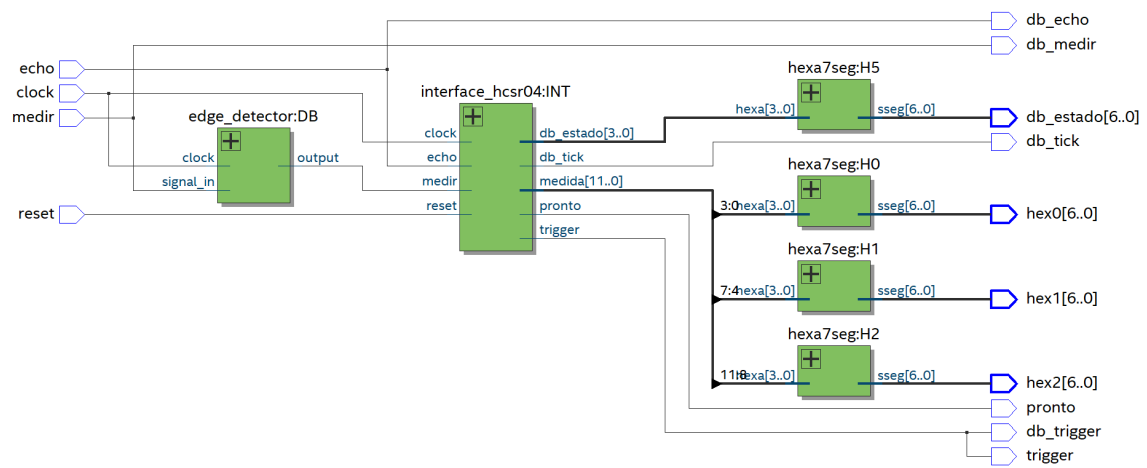 db_echo
db_medir
echo
clock
medir
reset
edge_detector:DB
clock
signal_in
output
interface_hcsr04:INT
clock
echo
medir
reset
db_estado[3..0]
db_tick
medida[11..0]
pronto
trigger
hexa7seg:H5
hexa[3..0]
sseg[6..0]
db_estado[6..0]
db_tick
hexa7seg:H0
3:0
hexa[3..0]
sseg[6..0]
hex0[6..0]
hexa7seg:H1
7:4
hexa[3..0]
sseg[6..0]
hex1[6..0]
hexa7seg:H2
11:8
hexa[3..0]
sseg[6..0]
hex2[6..0]
pronto
db_trigger
trigger